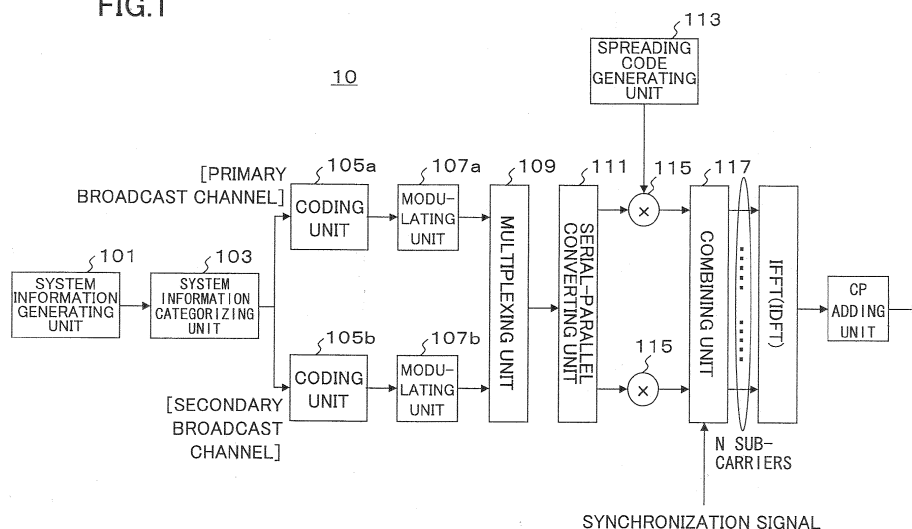 FIG.1
10
113
SPREADING
CODE
GENERATING
UNIT
[PRIMARY
BROADCAST CHANNEL]
105a
CODING
UNIT
107a
MODU-
LATING
UNIT
109
MULTIPLEXING UNIT
111
SERIAL-PARALLEL
CONVERTING UNIT
115
×
117
COMBINING UNIT
IFFT(IDFT)
101
SYSTEM
INFORMATION
GENERATING
UNIT
103
SYSTEM
INFORMATION
CATEGORIZING
UNIT
CP
ADDING
UNIT
105b
CODING
UNIT
107b
MODU-
LATING
UNIT
115
×
[SECONDARY
BROADCAST
CHANNEL]
N SUB-
CARRIERS
SYNCHRONIZATION SIGNAL